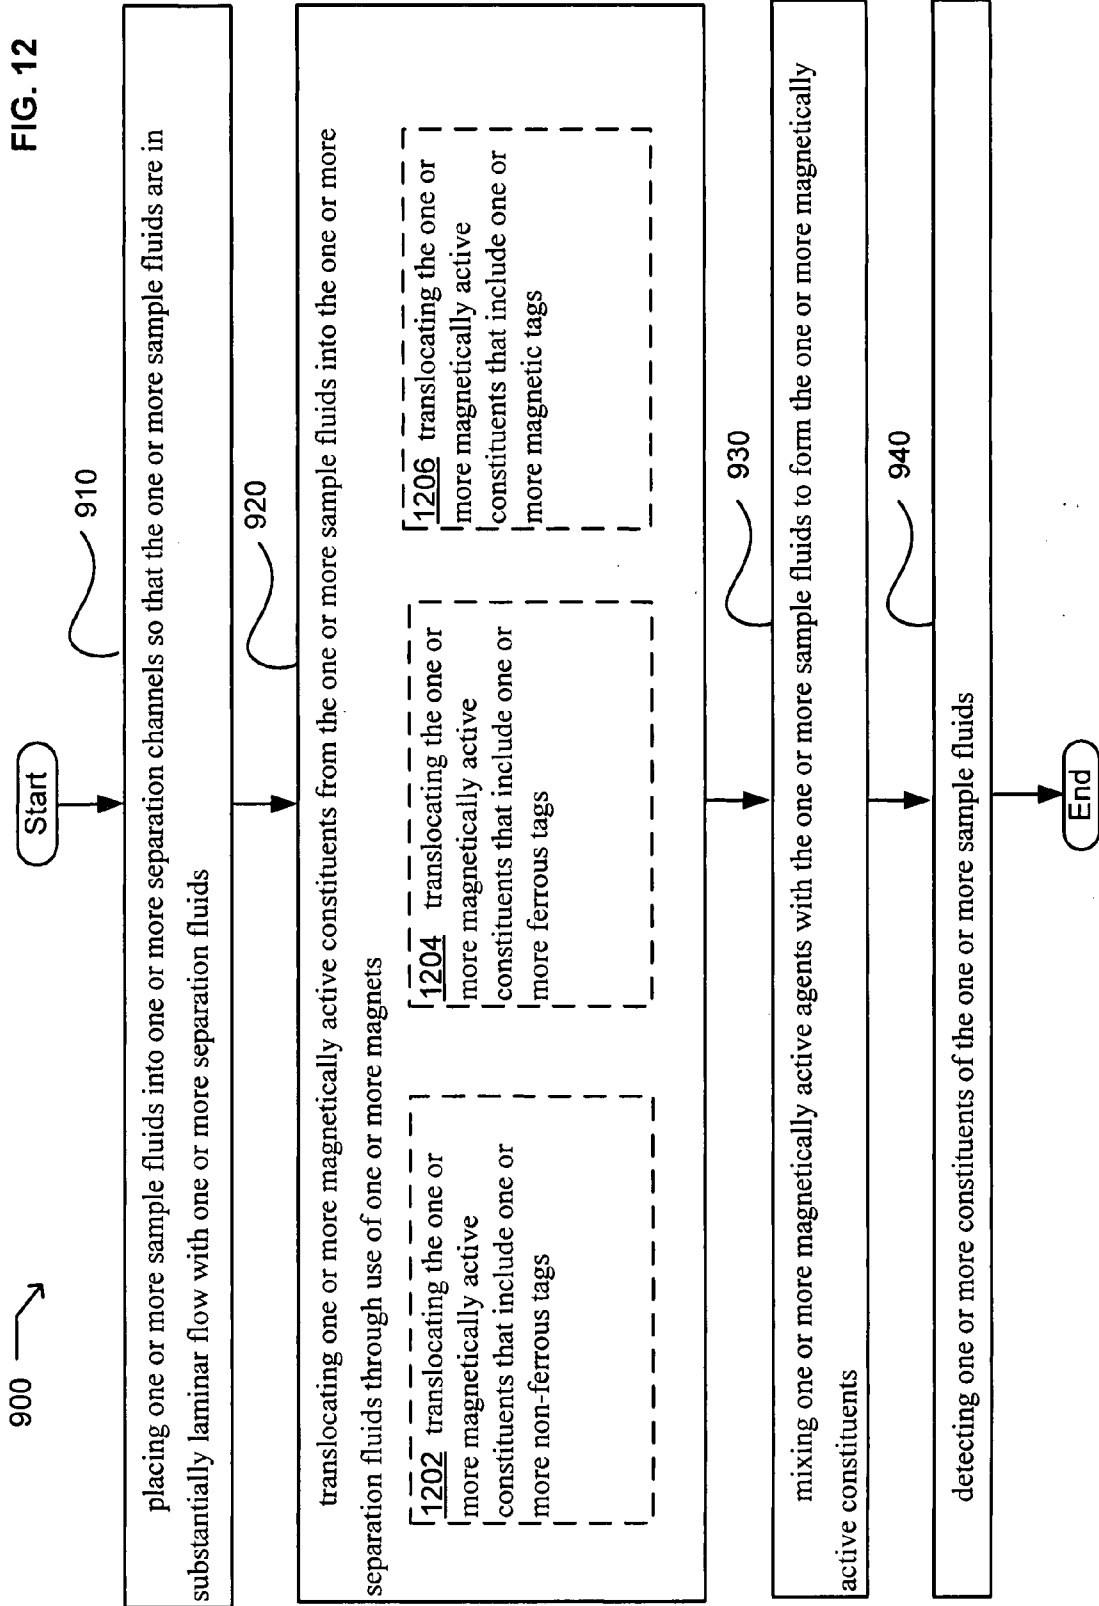 FIG. 12
900
Start
910
placing one or more sample fluids into one or more separation channels so that the one or more sample fluids are in
substantially laminar flow with one or more separation fluids
920
translocating one or more magnetically active constituents from the one or more sample fluids into the one or more
separation fluids through use of one or more magnets
1202 translocating the one or
more magnetically active
constituents that include one or
more non-ferrous tags
1204 translocating the one or
more magnetically active
constituents that include one or
more ferrous tags
1206 translocating the one or
more magnetically active
constituents that include one or
more magnetic tags
930
mixing one or more magnetically active agents with the one or more sample fluids to form the one or more magnetically
active constituents
940
detecting one or more constituents of the one or more sample fluids
End